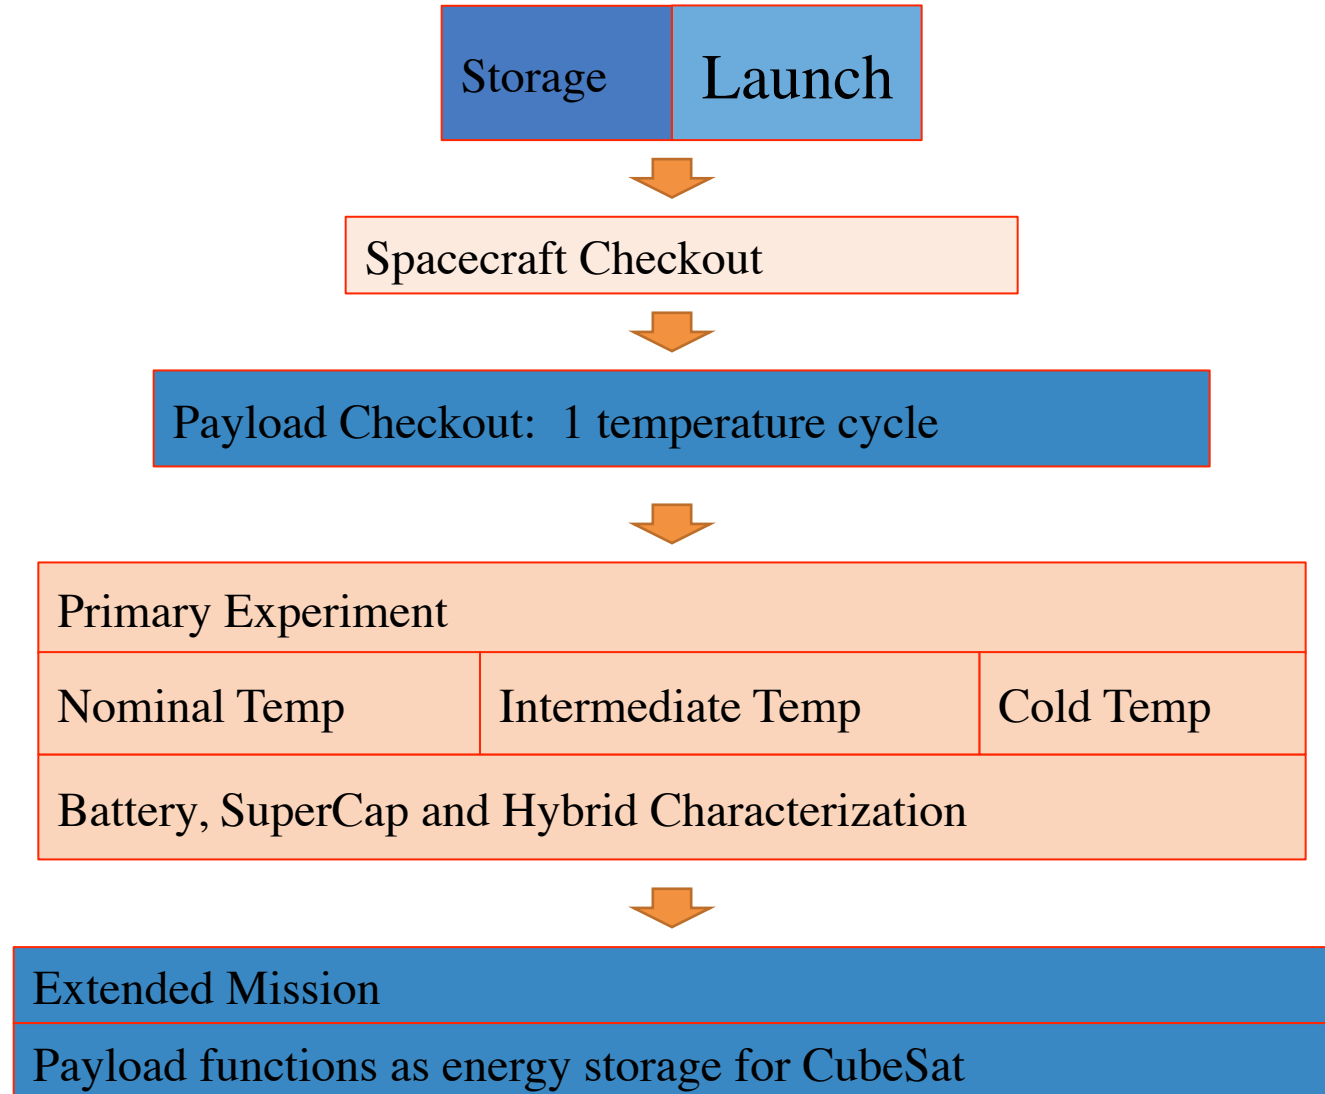 Storage
Launch
Spacecraft Checkout
Payload Checkout:  1 temperature cycle
Primary Experiment
Nominal Temp
Intermediate Temp
Cold Temp
Battery, SuperCap and Hybrid Characterization
Extended Mission
Payload functions as energy storage for CubeSat